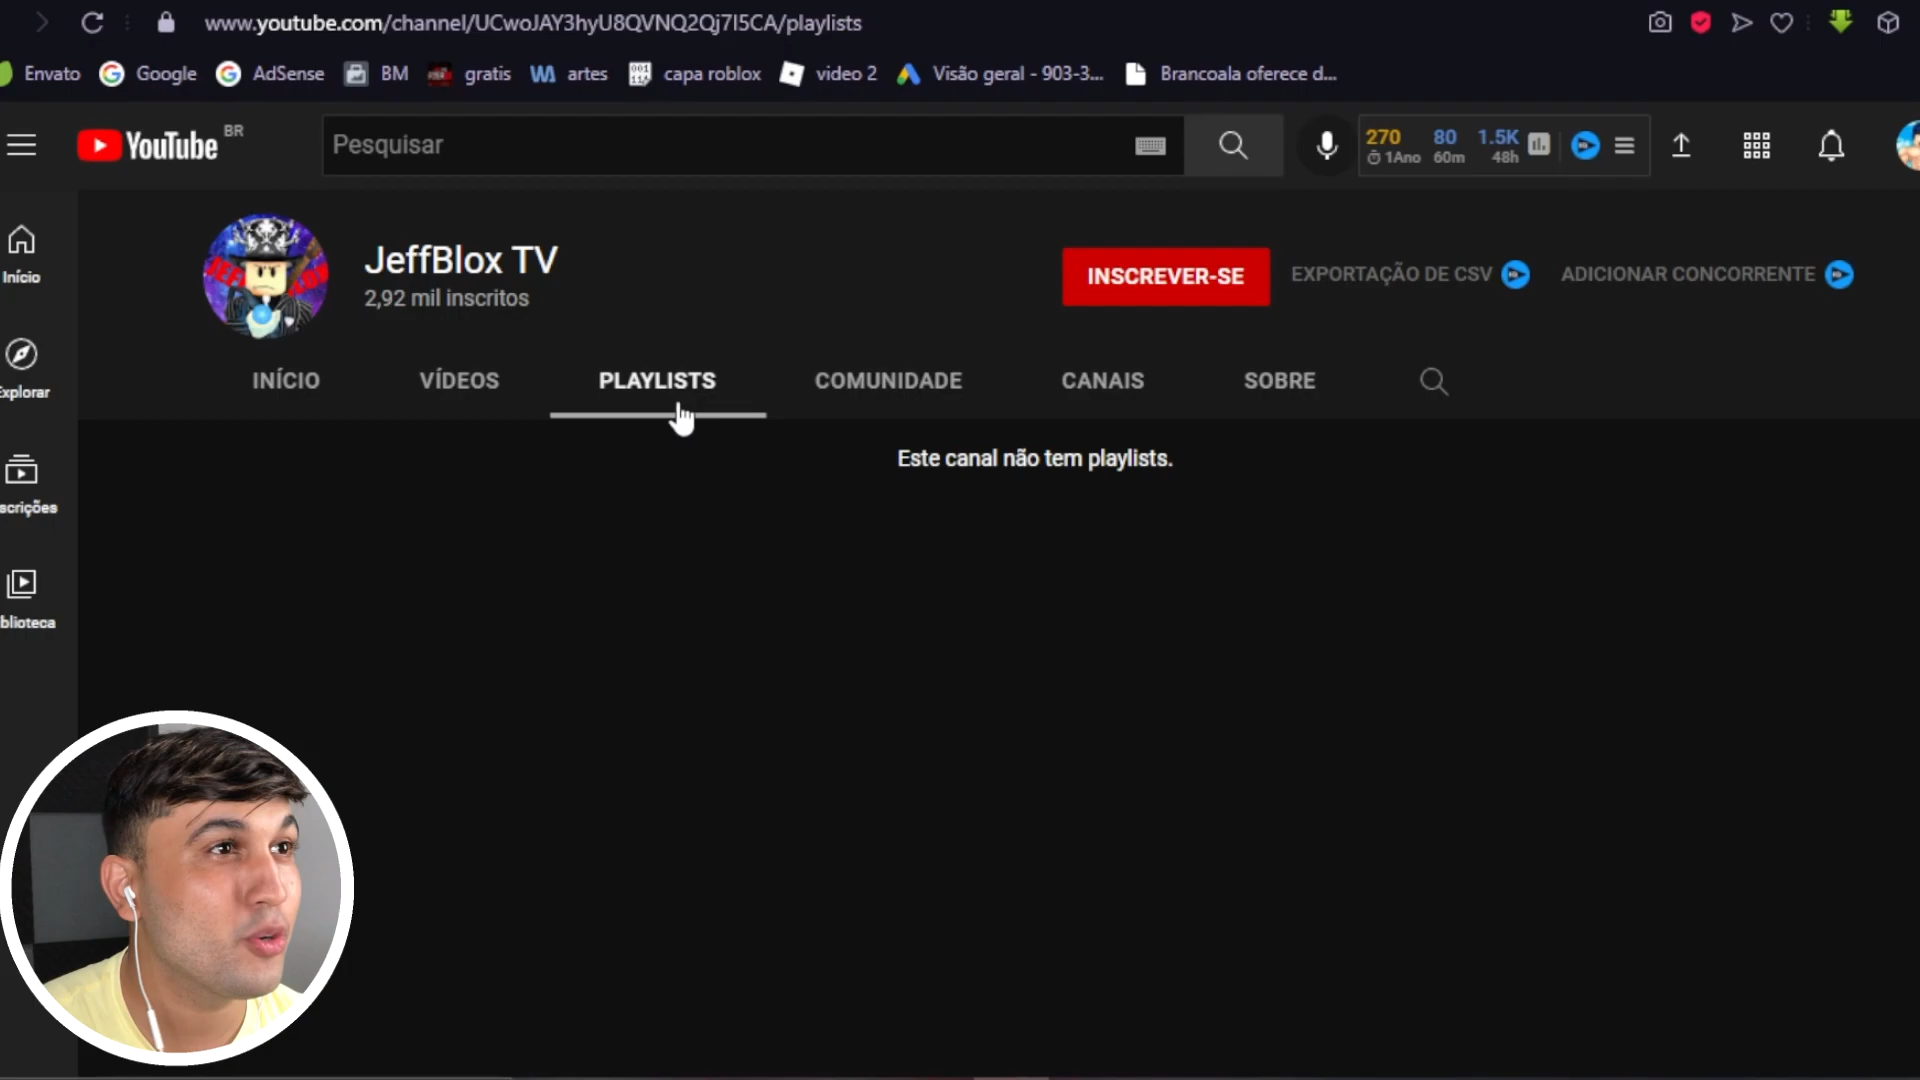 www.youtube.com/channel/UCwoJAY3hyU8QVNQ2Qj7I5CA/playlists
Envato Google AdSense BM gratis artes capa roblox video 2 Visão geral - 903-3... Brancoala oferece d...
YouTube BR
Pesquisar
270 80 1.5K
1Ano 60m 48h
Início
JeffBlox TV
2,92 mil inscritos
INSCREVER-SE
EXPORTAÇÃO DE CSV
ADICIONAR CONCORRENTE
INÍCIO VÍDEOS PLAYLISTS COMUNIDADE CANAIS SOBRE
xplorar
scrições
blioteca
Este canal não tem playlists.